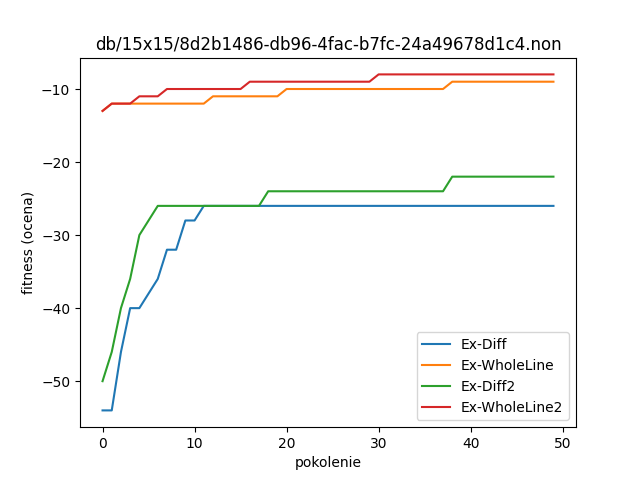 db/15x15/8d2b1486-db96-4fac-b7fc-24a49678d1c4.non
−10
−20
−30
−40
−50
fitness (ocena)
0
10
20
30
40
50
pokolenie
Ex-Diff
Ex-WholeLine
Ex-Diff2
Ex-WholeLine2